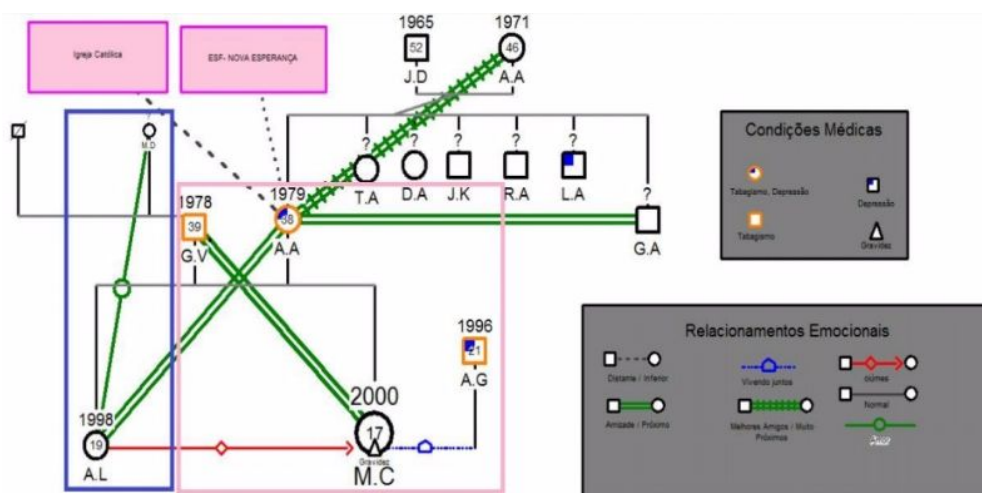 1965 1971
Igreja Católica
ESF- NOVA ESPERANÇA
52 46
J.D A.A
Condições Médicas
? ? ? ? ?
M.D
Tabagismo, Depressão
Depressão
1979 T.A D.A J.K R.A L.A
?
1978
39 38
Tabagismo
Gravidez
G.V A.A G.A
1996
Relacionamentos Emocionais
21
A.G
Distante / Inferior Vivendo juntos ciúmes
2000
Normal
1998
Amizade / Próximo Melhores Amigos / Muito Próximos
17
Amor
19
Gravidez
A.L M.C